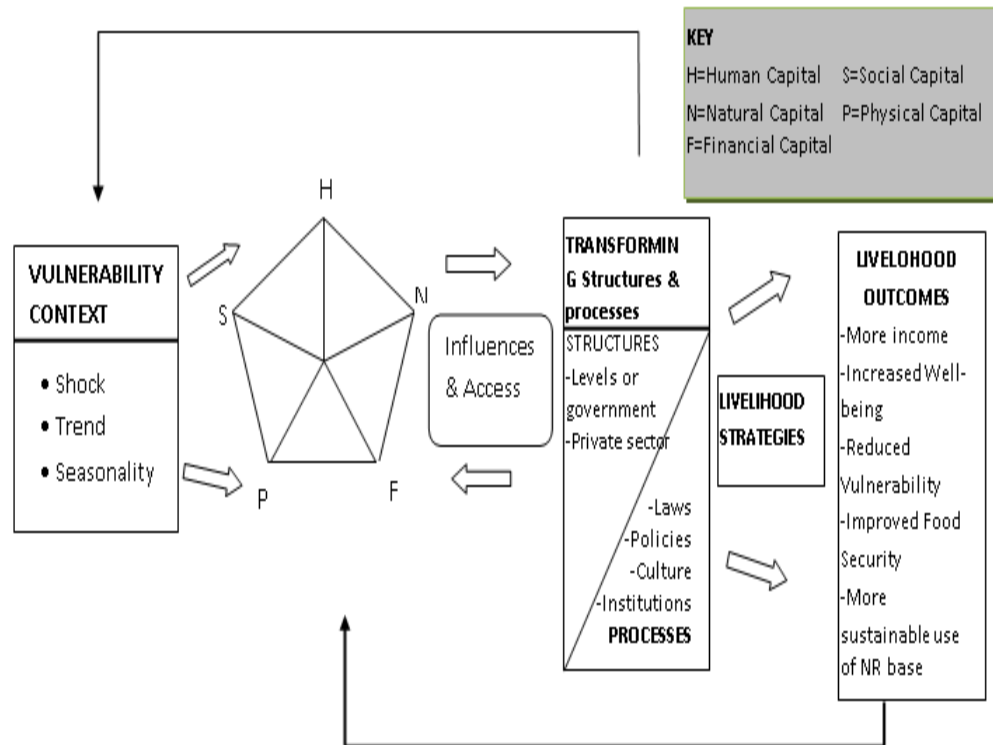 KEY
H=Human Capital S=Social Capital
N=Natural Capital P=Physical Capital
F=Financial Capital
VULNERABILITY
CONTEXT
• Shock
• Trend
• Seasonality
H
S
N
P
F
Influences
& Access
TRANSFORMIN
G Structures &
processes
STRUCTURES
-Levels or
government
-Private sector
-Laws
-Policies
-Culture
-Institutions
PROCESSES
LIVELIHOOD
STRATEGIES
LIVELOHOOD
OUTCOMES
-More income
-Increased Well-
being
-Reduced
Vulnerability
-Improved Food
Security
-More
sustainable use
of NR base